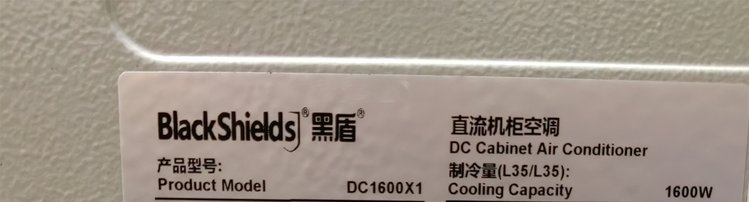 BlackShields® 黑盾®
产品型号:
Product Model DC1600X1
直流机柜空调
DC Cabinet Air Conditioner
制冷量(L35/L35):
Cooling Capacity 1600W